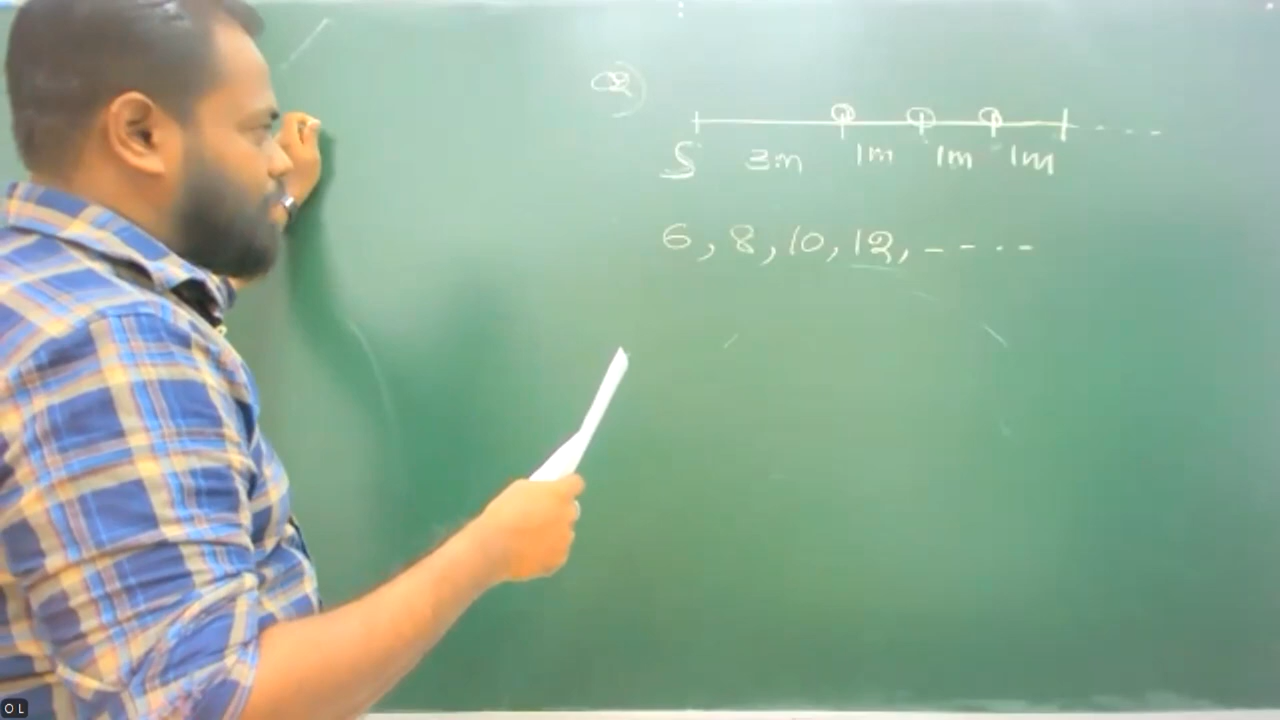 Q2)
S 3m 1m 1m 1m
6, 8, 10, 12, - - - -
OL